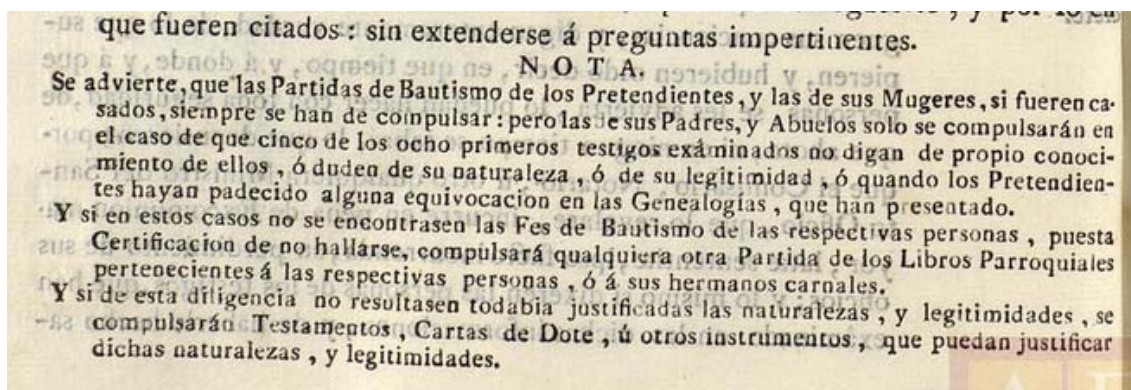 que fueren citados : sin extenderse á preguntas impertinentes.
N O T A.
Se advierte, que las Partidas de Bautismo de los Pretendientes, y las de sus Mugeres, si fueren ca-
sados, siempre se han de compulsar : pero las de sus Padres, y Abuelos solo se compulsarán en
el caso de que cinco de los ocho primeros testigos exâminados no digan de propio conoci-
miento de ellos, ó duden de su naturaleza, ó de su legitimidad, ó quando los Pretendien-
tes hayan padecido alguna equivocacion en las Genealogías, que han presentado.
Y si en estos casos no se encontrasen las Fes de Bautismo de las respectivas personas, puesta
Certificacion de no hallarse, compulsará qualquiera otra Partida de los Libros Parroquiales
pertenecientes á las respectivas personas, ó á sus hermanos carnales.
Y si de esta diligencia no resultasen todabia justificadas las naturalezas, y legitimidades, se
compulsarán Testamentos, Cartas de Dote, ú otros instrumentos, que puedan justificar
dichas naturalezas, y legitimidades.